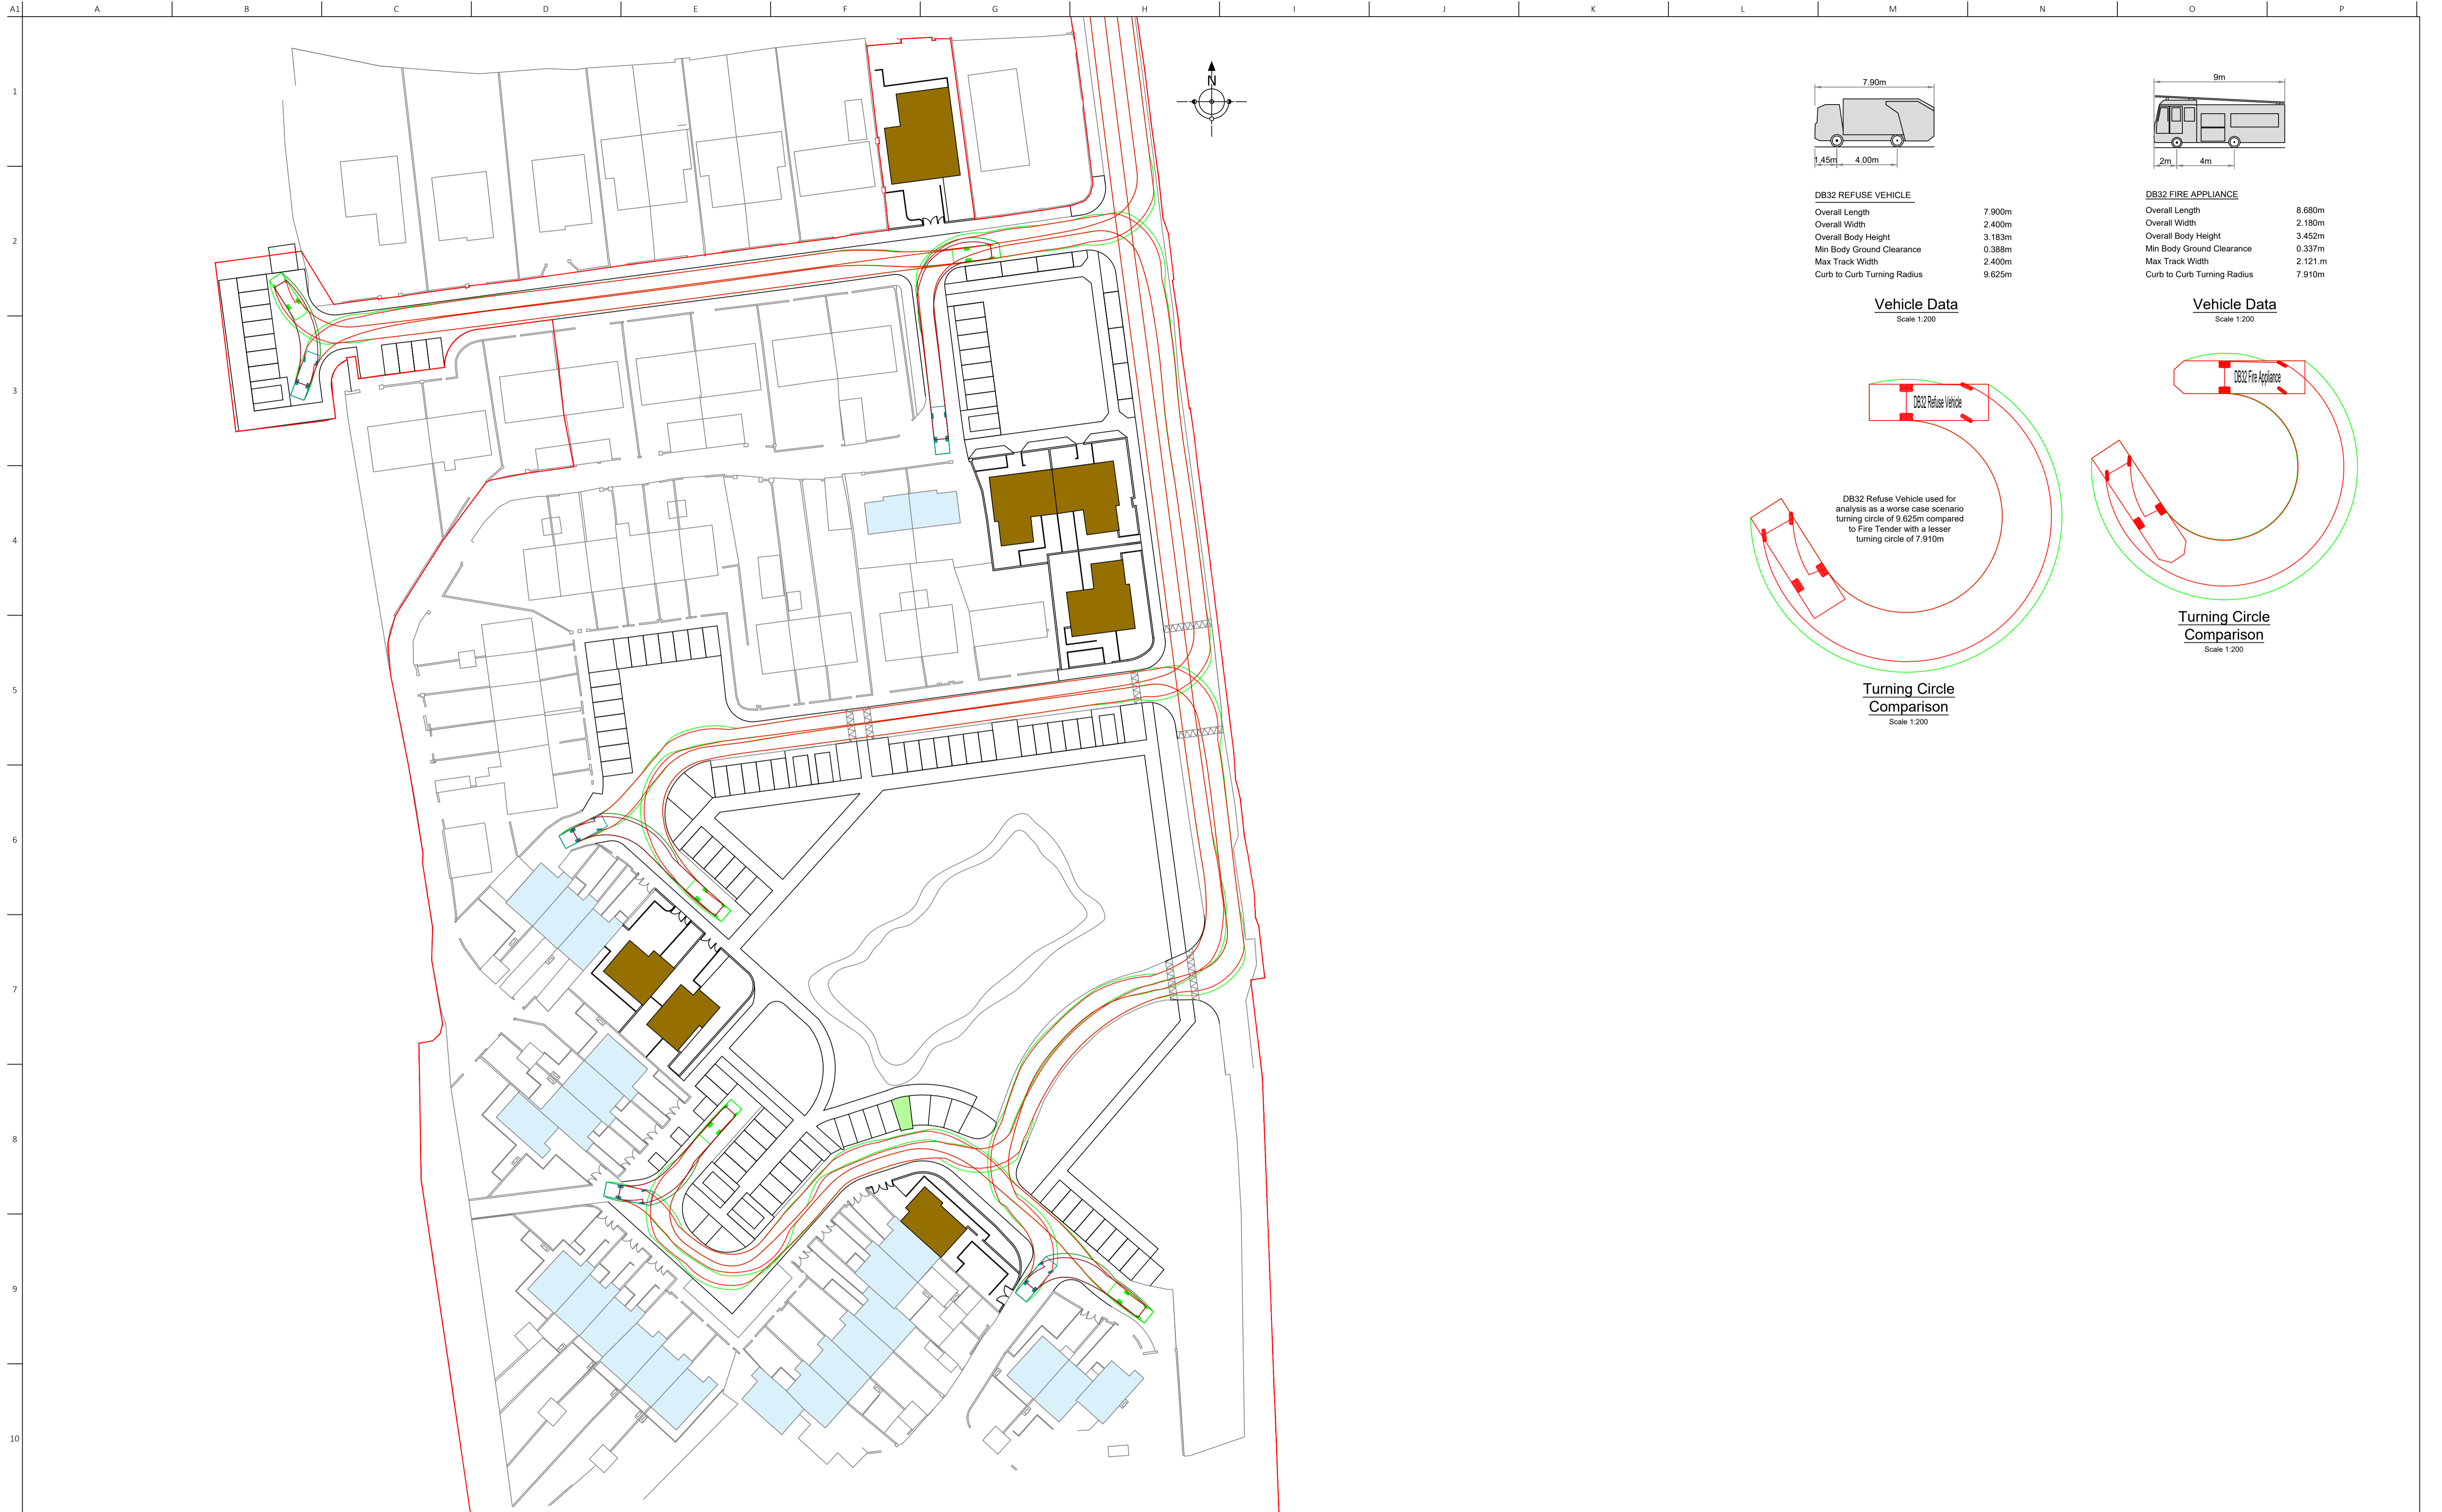 A1 A B C D E F G H I J K L M N O P
1
2
3
4
5
6
7
8
9
10
N
7.90m
1.45m 4.00m
DB32 REFUSE VEHICLE
Overall Length 7.900m
Overall Width 2.400m
Overall Body Height 3.183m
Min Body Ground Clearance 0.388m
Max Track Width 2.400m
Curb to Curb Turning Radius 9.625m
Vehicle Data
Scale 1:200
9m
2m 4m
DB32 FIRE APPLIANCE
Overall Length 8.680m
Overall Width 2.180m
Overall Body Height 3.452m
Min Body Ground Clearance 0.337m
Max Track Width 2.121.m
Curb to Curb Turning Radius 7.910m
Vehicle Data
Scale 1:200
DB32 Refuse Vehicle
DB32 Refuse Vehicle used for
analysis as a worse case scenario
turning circle of 9.625m compared
to Fire Tender with a lesser
turning circle of 7.910m
Turning Circle
Comparison
Scale 1:200
DB32 Fire Appliance
Turning Circle
Comparison
Scale 1:200